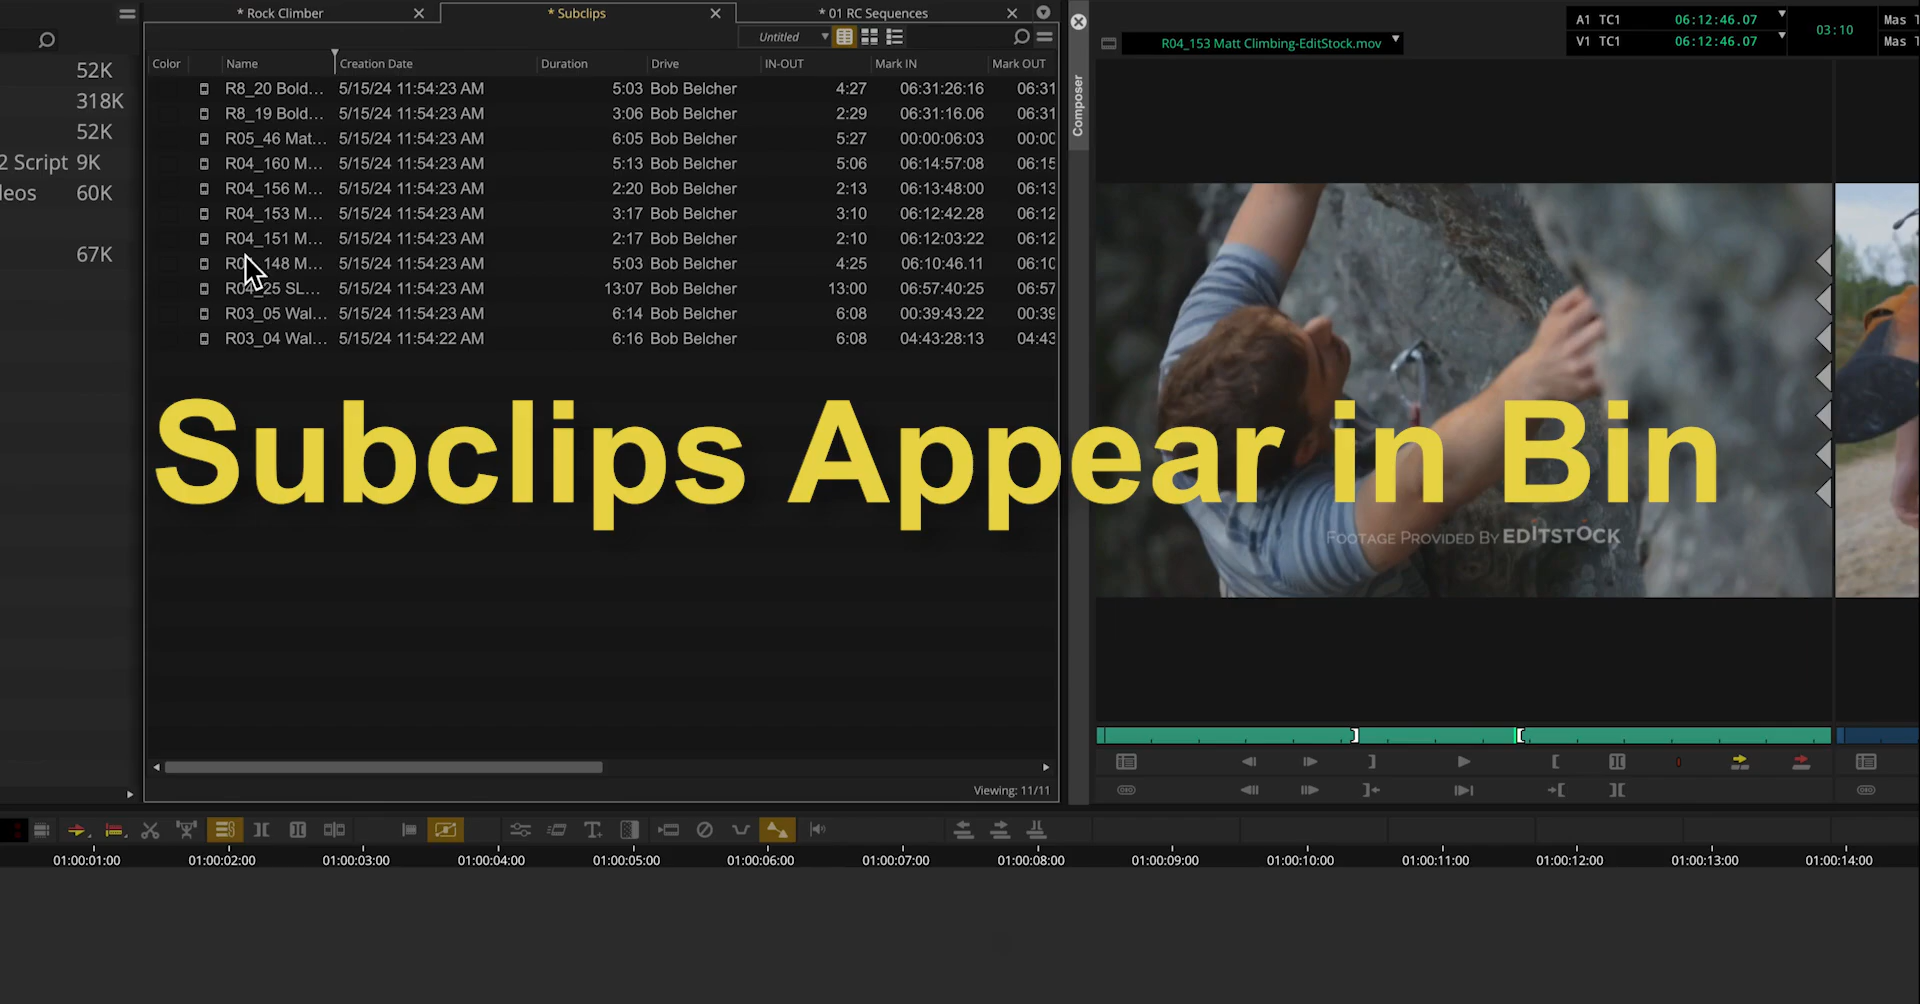 * Rock Climber
* Subclips
* 01 RC Sequences
Untitled
52K
318K
52K
2 Script 9K
deos 60K
67K
Color Name Creation Date Duration Drive IN-OUT Mark IN Mark OUT
R8_20 Bold... 5/15/24 11:54:23 AM 5:03 Bob Belcher 4:27 06:31:26:16 06:31
R8_19 Bold... 5/15/24 11:54:23 AM 3:06 Bob Belcher 2:29 06:31:16.06 06:31
R05_46 Mat... 5/15/24 11:54:23 AM 6:05 Bob Belcher 5:27 00:00:06:03 00:00
R04_160 M... 5/15/24 11:54:23 AM 5:13 Bob Belcher 5:06 06:14:57:08 06:15
R04_156 M... 5/15/24 11:54:23 AM 2:20 Bob Belcher 2:13 06:13:48:00 06:13
R04_153 M... 5/15/24 11:54:23 AM 3:17 Bob Belcher 3:10 06:12:42.28 06:12
R04_151 M... 5/15/24 11:54:23 AM 2:17 Bob Belcher 2:10 06:12:03;22 06:12
148 M... 5/15/24 11:54:23 AM 5:03 Bob Belcher 4:25 06:10:46.11 06:10
R04_25 SL... 5/15/24 11:54:23 AM 13:07 Bob Belcher 13:00 06:57:40:25 06:57
R03_05 Wal... 5/15/24 11:54:23 AM 6:14 Bob Belcher 6:08 00:39:43.22 00:39
R03_04 Wal... 5/15/24 11:54:22 AM 6:16 Bob Belcher 6:08 04:43:28:13 04:43
Composer
R04_153 Matt Climbing-EditStock.mov
A1 TC1 06:12:46.07
V1 TC1 06:12:46.07
03:10
Mas
Mas
Subclips Appear in Bin
FOOTAGE PROVIDED BY EDITSTOCK
Viewing: 11/11
01:00:01:00 01:00:02:00 01:00:03:00 01:00:04:00 01:00:05:00 01:00:06:00 01:00:07:00 01:00:08:00 01:00:09:00 01:00:10:00 01:00:11:00 01:00:12:00 01:00:13:00 01:00:14:00